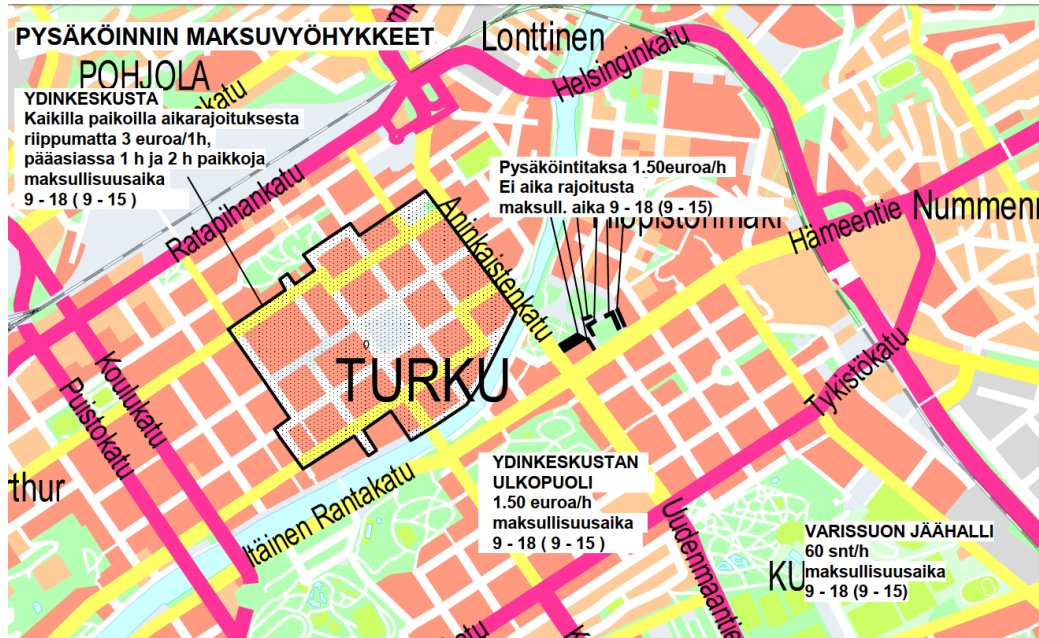 PYSÄKÖINNIN MAKSUVYÖHYKKEET
Lonttinen
POHJOLA
Helsinginkatu
katu
YDINKESKUSTA
Kaikilla paikoilla aikarajoituksesta
riippumatta 3 euroa/1h,
pääasiassa 1 h ja 2 h paikkoja
maksullisuusaika
9 - 18 ( 9 - 15 )
Pysäköintitaksa 1.50euroa/h
Ei aika rajoitusta
maksull. aika 9 - 18 (9 - 15)
Ratapihankatu
Aninkaistenkatu
Hämeentie
Nummenm
TURKU
Koulukatu
Puistokatu
Tykistökatu
thur
Itäinen Rantakatu
YDINKESKUSTAN
ULKOPUOLI
1.50 euroa/h
maksullisuusaika
9 - 18 ( 9 - 15 )
Uudenmaantie
VARISSUON JÄÄHALLI
60 snt/h
maksullisuusaika
9 - 18 (9 - 15)
KU